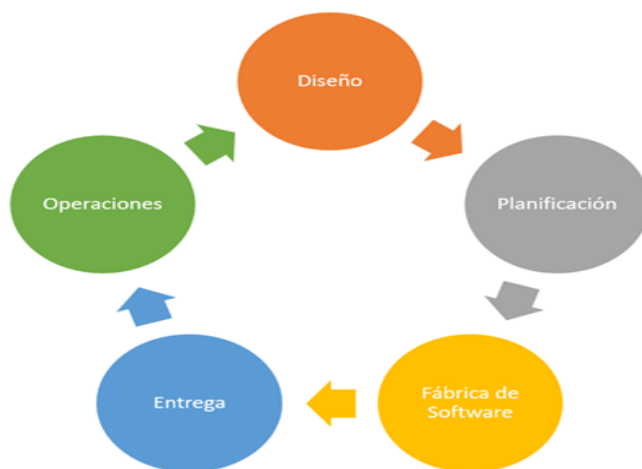 Diseño
Planificación
Fábrica de
Software
Entrega
Operaciones